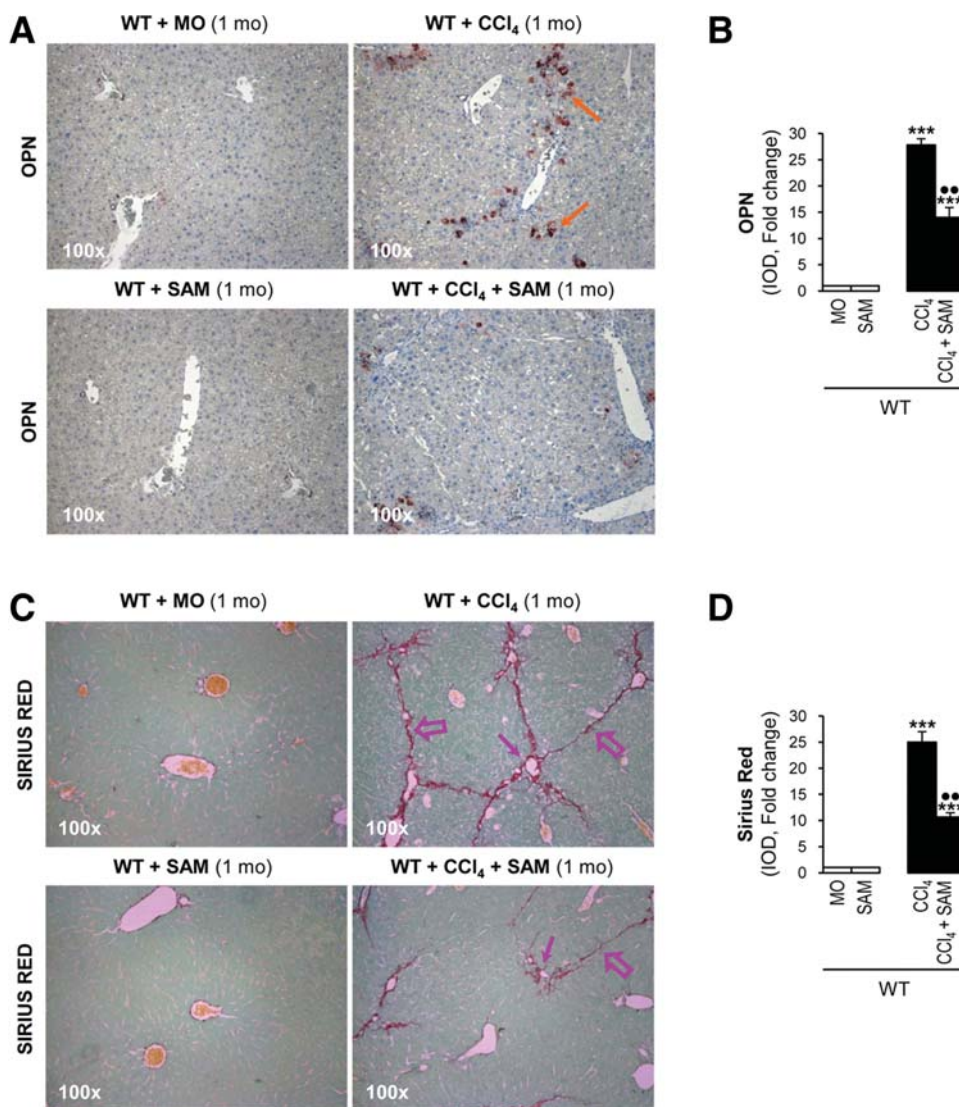 A
WT + MO (1 mo)
WT + CCl₄ (1 mo)
OPN
100x
100x
WT + SAM (1 mo)
WT + CCl₄ + SAM (1 mo)
OPN
100x
100x
B
OPN
(IOD, Fold change)
30
25
20
15
10
5
0
***
••
***
MO
SAM
CCl₄
CCl₄ + SAM
WT
C
WT + MO (1 mo)
WT + CCl₄ (1 mo)
SIRIUS RED
100x
100x
WT + SAM (1 mo)
WT + CCl₄ + SAM (1 mo)
SIRIUS RED
100x
100x
D
Sirius Red
(IOD, Fold change)
30
25
20
15
10
5
0
***
••
***
MO
SAM
CCl₄
CCl₄ + SAM
WT